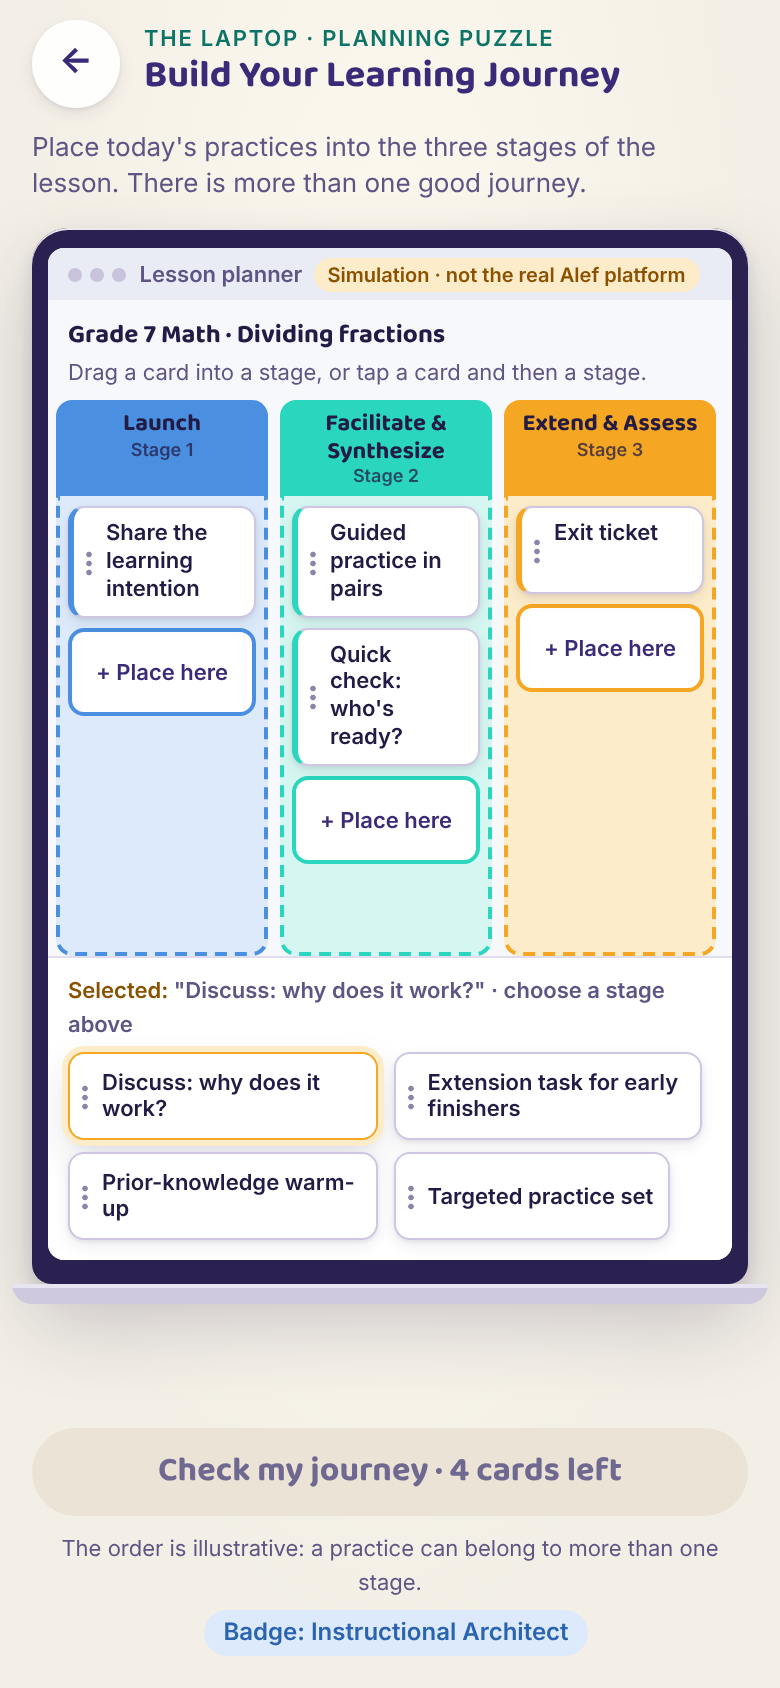 THE LAPTOP · PLANNING PUZZLE
Build Your Learning Journey
Place today's practices into the three stages of the
lesson. There is more than one good journey.
Lesson planner
Simulation · not the real Alef platform
Grade 7 Math · Dividing fractions
Drag a card into a stage, or tap a card and then a stage.
Launch
Stage 1
Share the
learning
intention
+ Place here
Facilitate &
Synthesize
Stage 2
Guided
practice in
pairs
Quick
check:
who's
ready?
+ Place here
Extend & Assess
Stage 3
Exit ticket
+ Place here
Selected: "Discuss: why does it work?" · choose a stage
above
Discuss: why does it
work?
Extension task for early
finishers
Prior-knowledge warm-
up
Targeted practice set
Check my journey · 4 cards left
The order is illustrative: a practice can belong to more than one
stage.
Badge: Instructional Architect